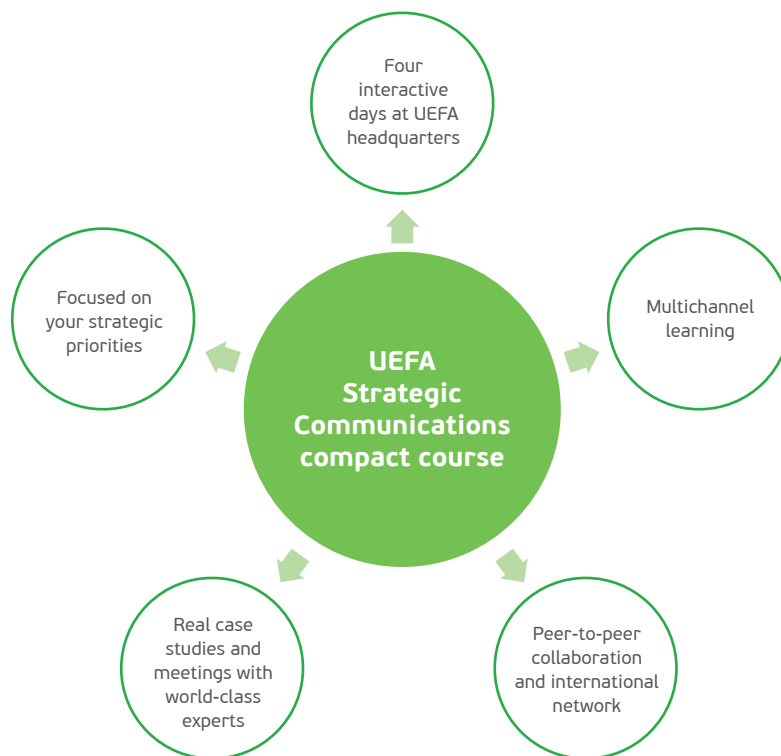 Four
interactive
days at UEFA
headquarters
Focused on
your strategic
priorities
Multichannel
learning
UEFA
Strategic
Communications
compact course
Real case
studies and
meetings with
world-class
experts
Peer-to-peer
collaboration
and international
network